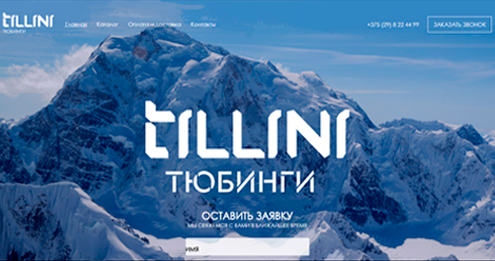 tillini
ТЮБИНГИ
Главная Каталог Оплата и доставка Контакты
+375 (29) 8 22 44 99
ЗАКАЗАТЬ ЗВОНОК
tillini
ТЮБИНГИ
ОСТАВИТЬ ЗАЯВКУ
МЫ СВЯЖЕМСЯ С ВАМИ В БЛИЖАЙШЕЕ ВРЕМЯ
ИМЯ